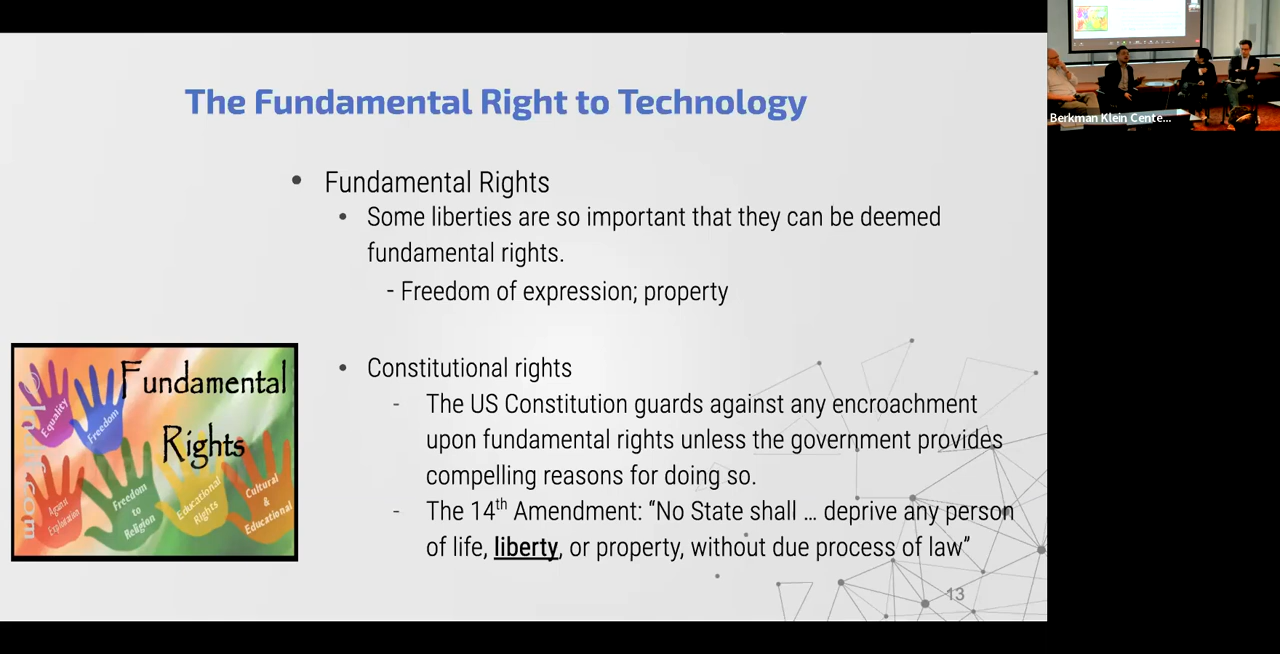 The Fundamental Right to Technology
• Fundamental Rights
• Some liberties are so important that they can be deemed
fundamental rights.
- Freedom of expression; property
• Constitutional rights
- The US Constitution guards against any encroachment
upon fundamental rights unless the government provides
compelling reasons for doing so.
- The 14th Amendment: “No State shall ... deprive any person
of life, liberty, or property, without due process of law”
13
Fundamental
Rights
Equality
Freedom
Against
Exploitation
Freedom
to
Religion
Educational
Rights
Cultural
&
Educational
Berkman Klein Cente...